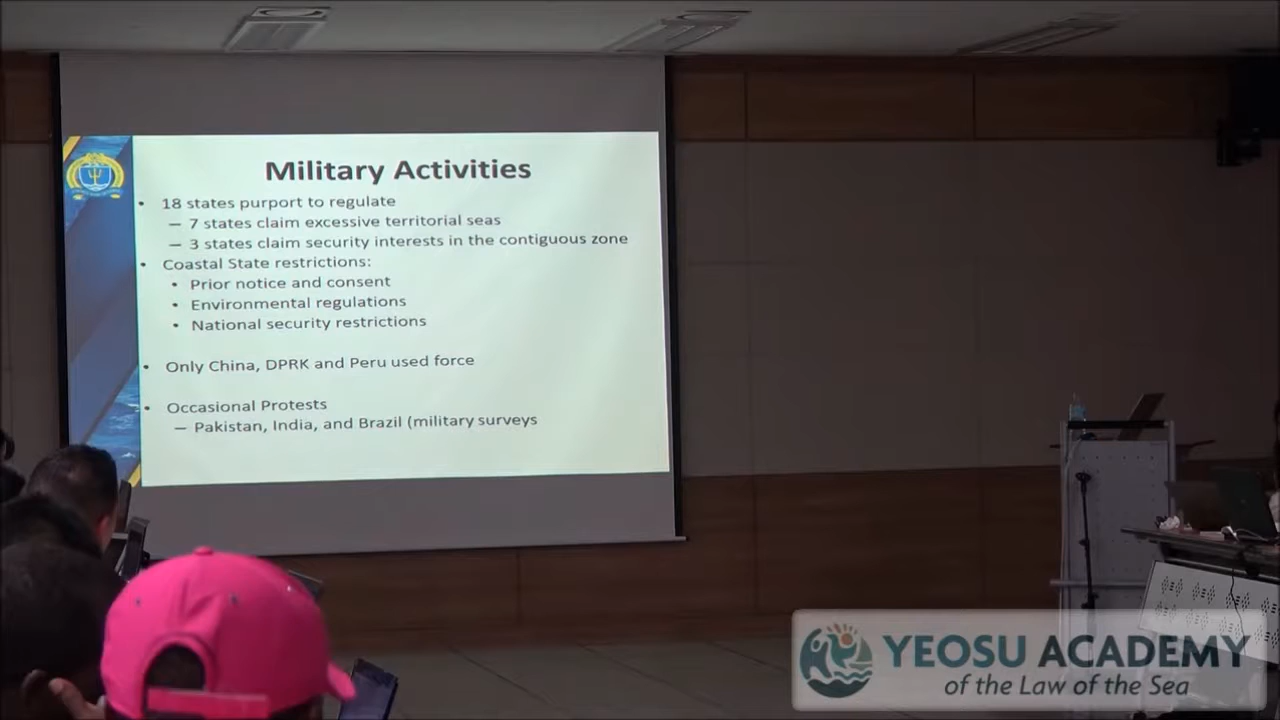 Military Activities
• 18 states purport to regulate
– 7 states claim excessive territorial seas
– 3 states claim security interests in the contiguous zone
• Coastal State restrictions:
• Prior notice and consent
• Environmental regulations
• National security restrictions
• Only China, DPRK and Peru used force
• Occasional Protests
– Pakistan, India, and Brazil (military surveys
YEOSU ACADEMY
of the Law of the Sea